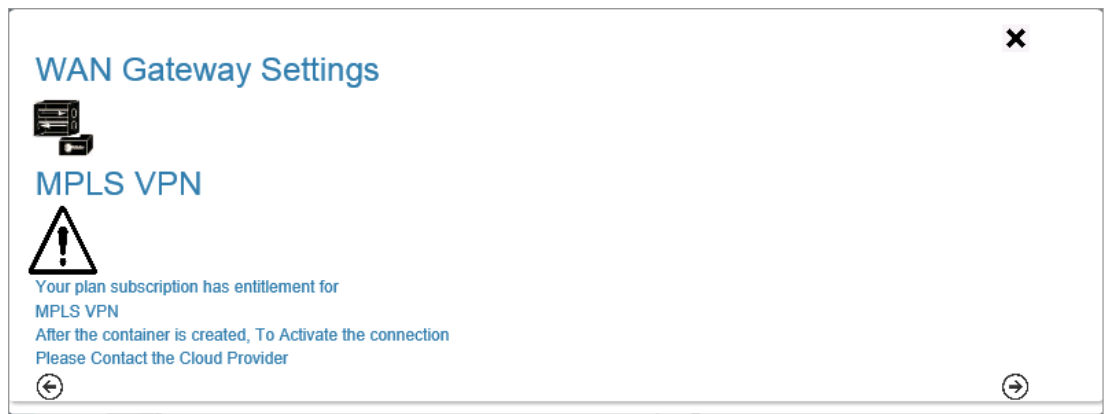 WAN Gateway Settings
MPLS VPN
Your plan subscription has entitlement for
MPLS VPN
After the container is created, To Activate the connection
Please Contact the Cloud Provider